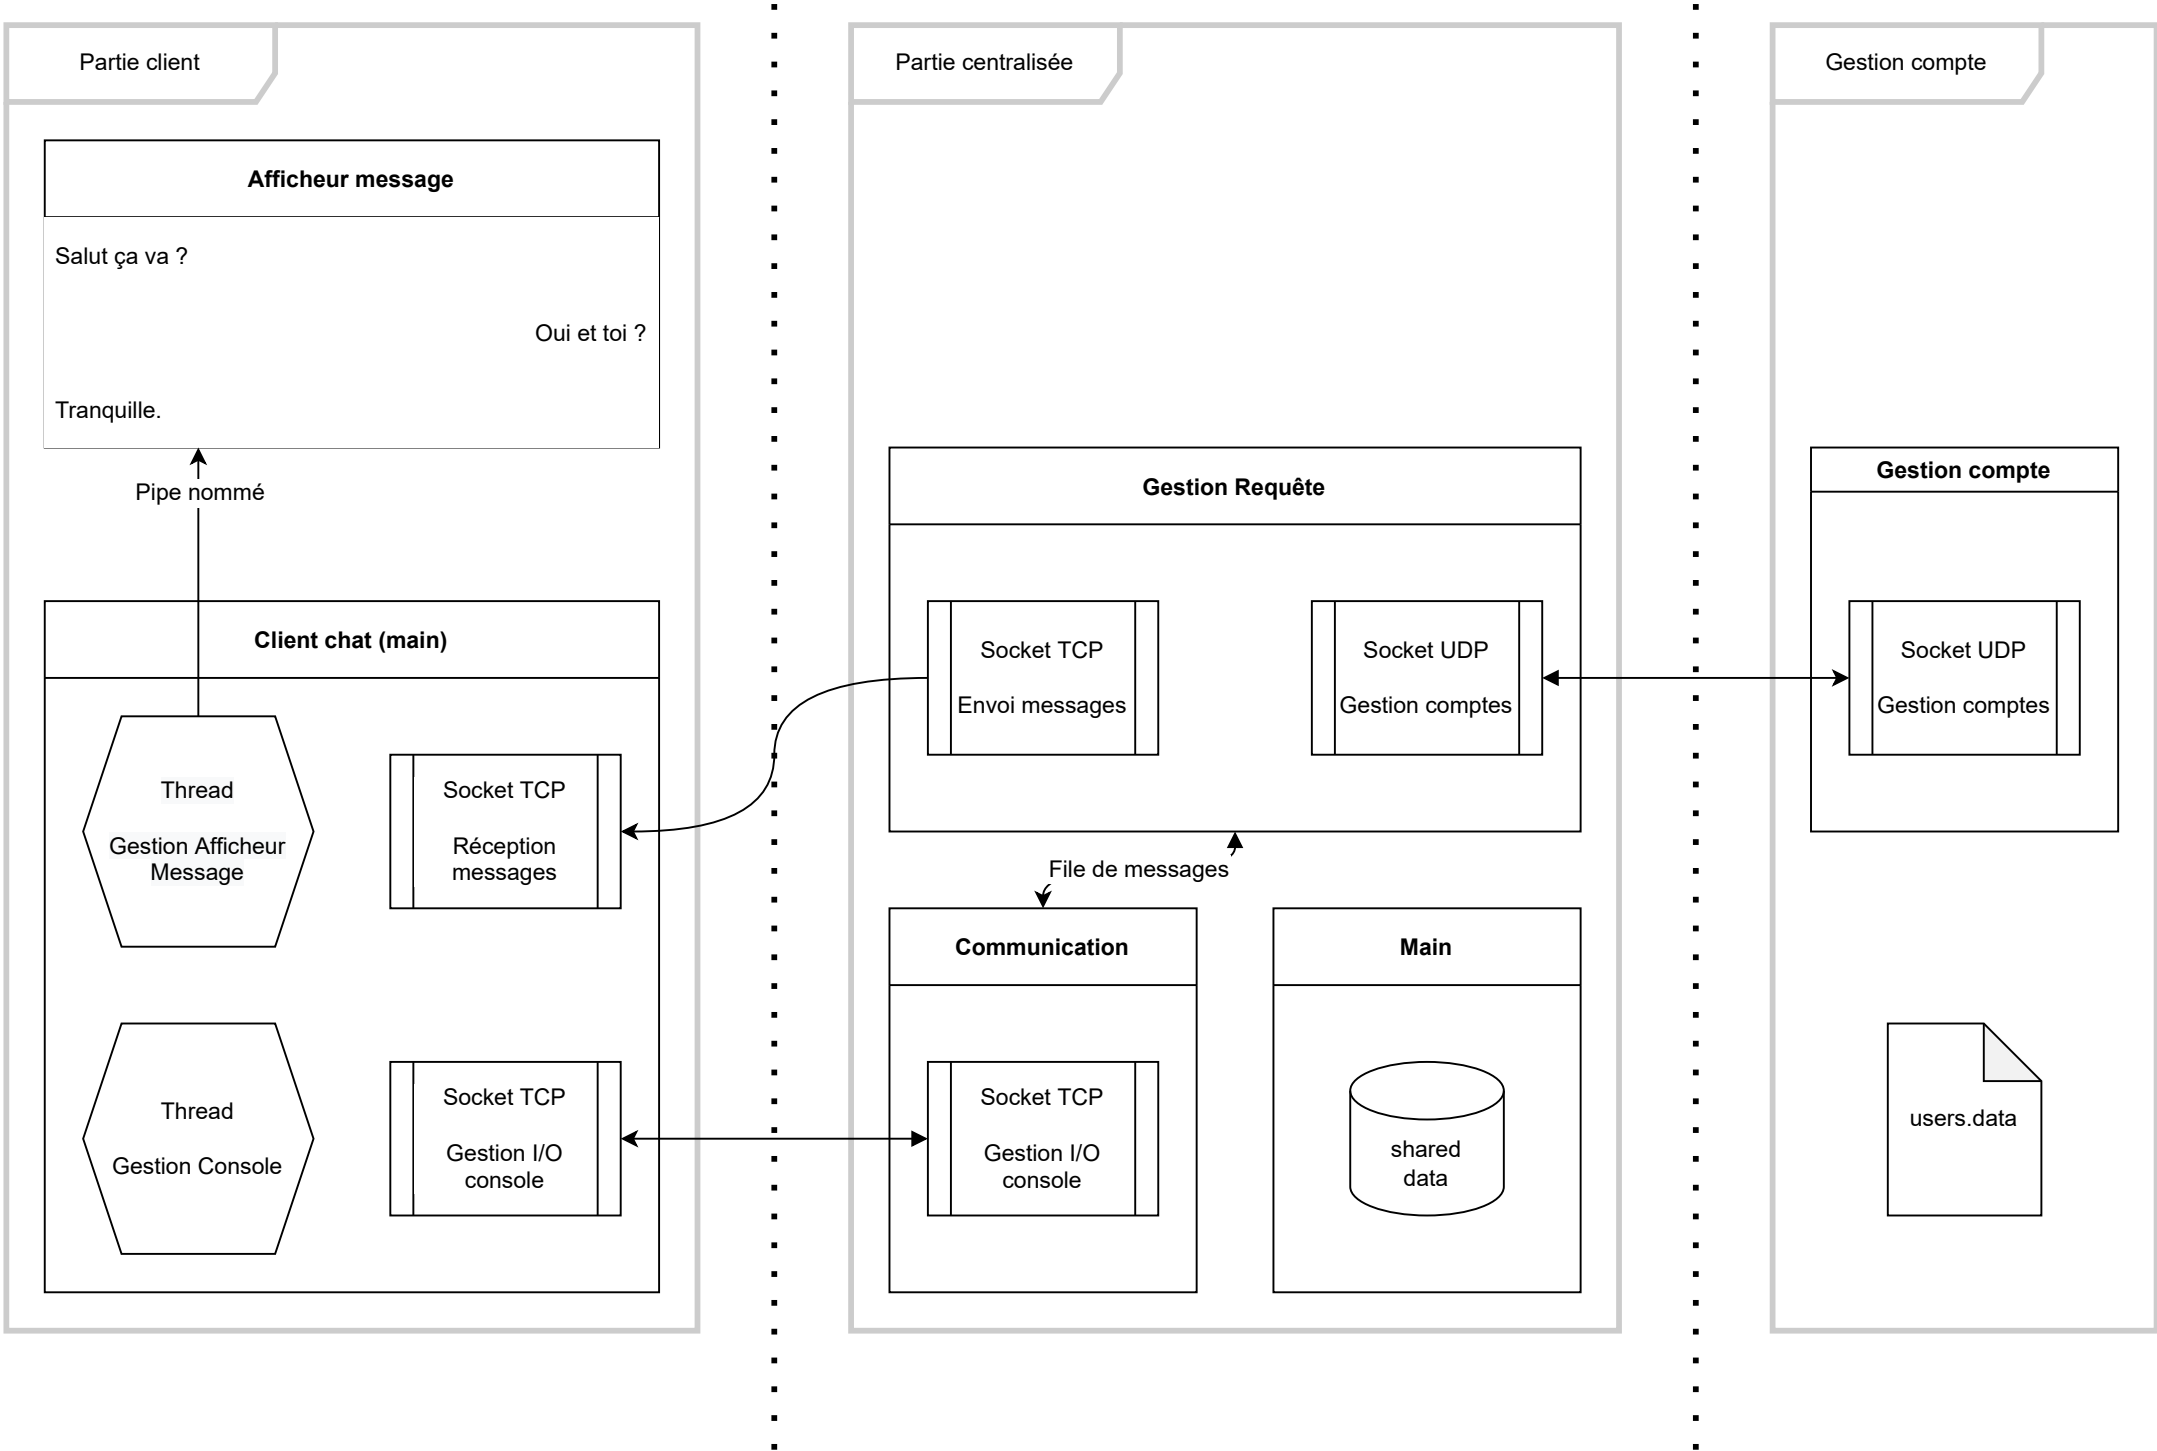 Partie client
Afficheur message
Salut ça va ?
Oui et toi ?
Tranquille.
Pipe nommé
Client chat (main)
Thread
Gestion Afficheur
Message
Socket TCP
Réception
messages
Thread
Gestion Console
Socket TCP
Gestion I/O
console
Partie centralisée
Gestion Requête
Socket TCP
Envoi messages
Socket UDP
Gestion comptes
File de messages
Communication
Socket TCP
Gestion I/O
console
Main
shared
data
Gestion compte
Gestion compte
Socket UDP
Gestion comptes
users.data